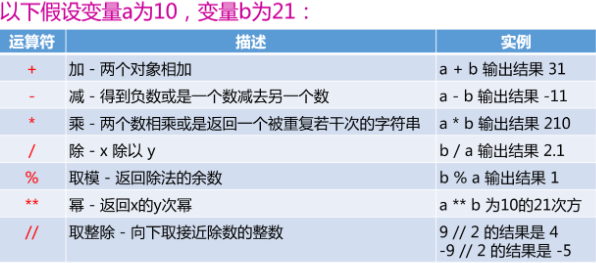 以下假设变量a为10，变量b为21：
运算符 描述 实例
+ 加 - 两个对象相加 a + b 输出结果 31
- 减 - 得到负数或是一个数减去另一个数 a - b 输出结果 -11
* 乘 - 两个数相乘或是返回一个被重复若干次的字符串 a * b 输出结果 210
/ 除 - x 除以 y b / a 输出结果 2.1
% 取模 - 返回除法的余数 b % a 输出结果 1
** 幂 - 返回x的y次幂 a ** b 为10的21次方
// 取整除 - 向下取接近除数的整数 9 // 2 的结果是 4
-9 // 2 的结果是 -5